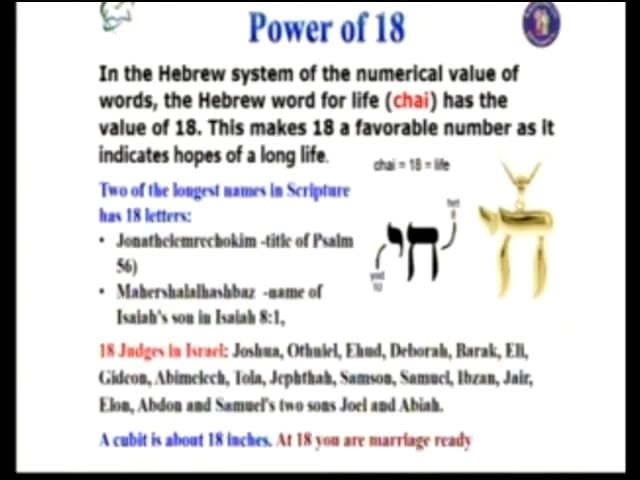 Power of 18
In the Hebrew system of the numerical value of
words, the Hebrew word for life (chai) has the
value of 18. This makes 18 a favorable number as it
indicates hopes of a long life.
chai = 18 = life
Two of the longest names in Scripture
has 18 letters:
• Jonathelemrechokim -title of Psalm
56)
• Mahershalalhashbaz -name of
Isaiah's son in Isaiah 8:1,
het
8
חי
yod
10
18 Judges in Israel: Joshua, Othniel, Ehud, Deborah, Barak, Eli,
Gideon, Abimelech, Tola, Jephthah, Samson, Samuel, Ibzan, Jair,
Elon, Abdon and Samuel's two sons Joel and Abiah.
A cubit is about 18 inches. At 18 you are marriage ready